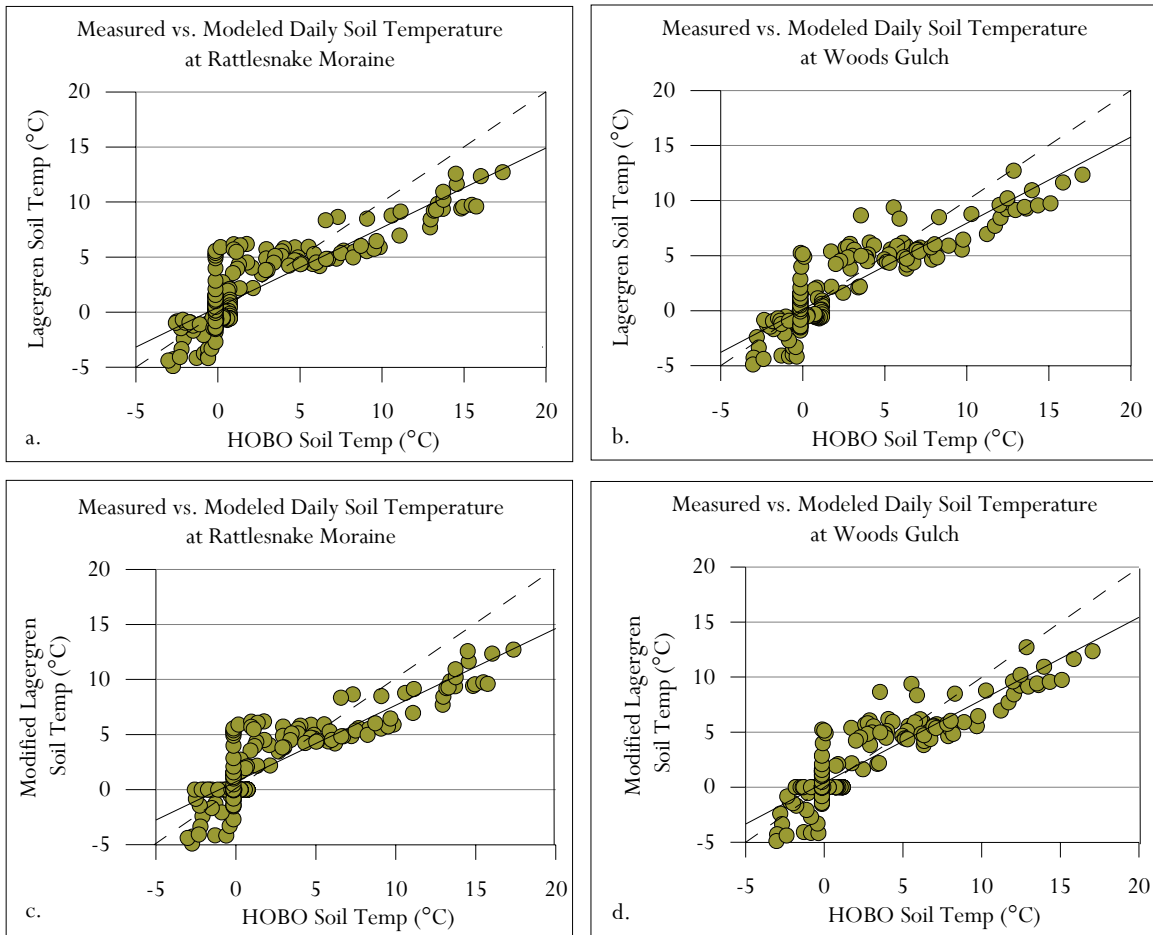 Measured vs. Modeled Daily Soil Temperature
at Rattlesnake Moraine
20
15
10
5
0
-5
Lagergren Soil Temp (°C)
-5 0 5 10 15 20
HOBO Soil Temp (°C)
a.
Measured vs. Modeled Daily Soil Temperature
at Woods Gulch
20
15
10
5
0
-5
Lagergren Soil Temp (°C)
-5 0 5 10 15 20
HOBO Soil Temp (°C)
b.
Measured vs. Modeled Daily Soil Temperature
at Rattlesnake Moraine
20
15
10
5
0
-5
Modified Lagergren
Soil Temp (°C)
-5 0 5 10 15 20
HOBO Soil Temp (°C)
c.
Measured vs. Modeled Daily Soil Temperature
at Woods Gulch
20
15
10
5
0
-5
Modified Lagergren
Soil Temp (°C)
-5 0 5 10 15 20
HOBO Soil Temp (°C)
d.